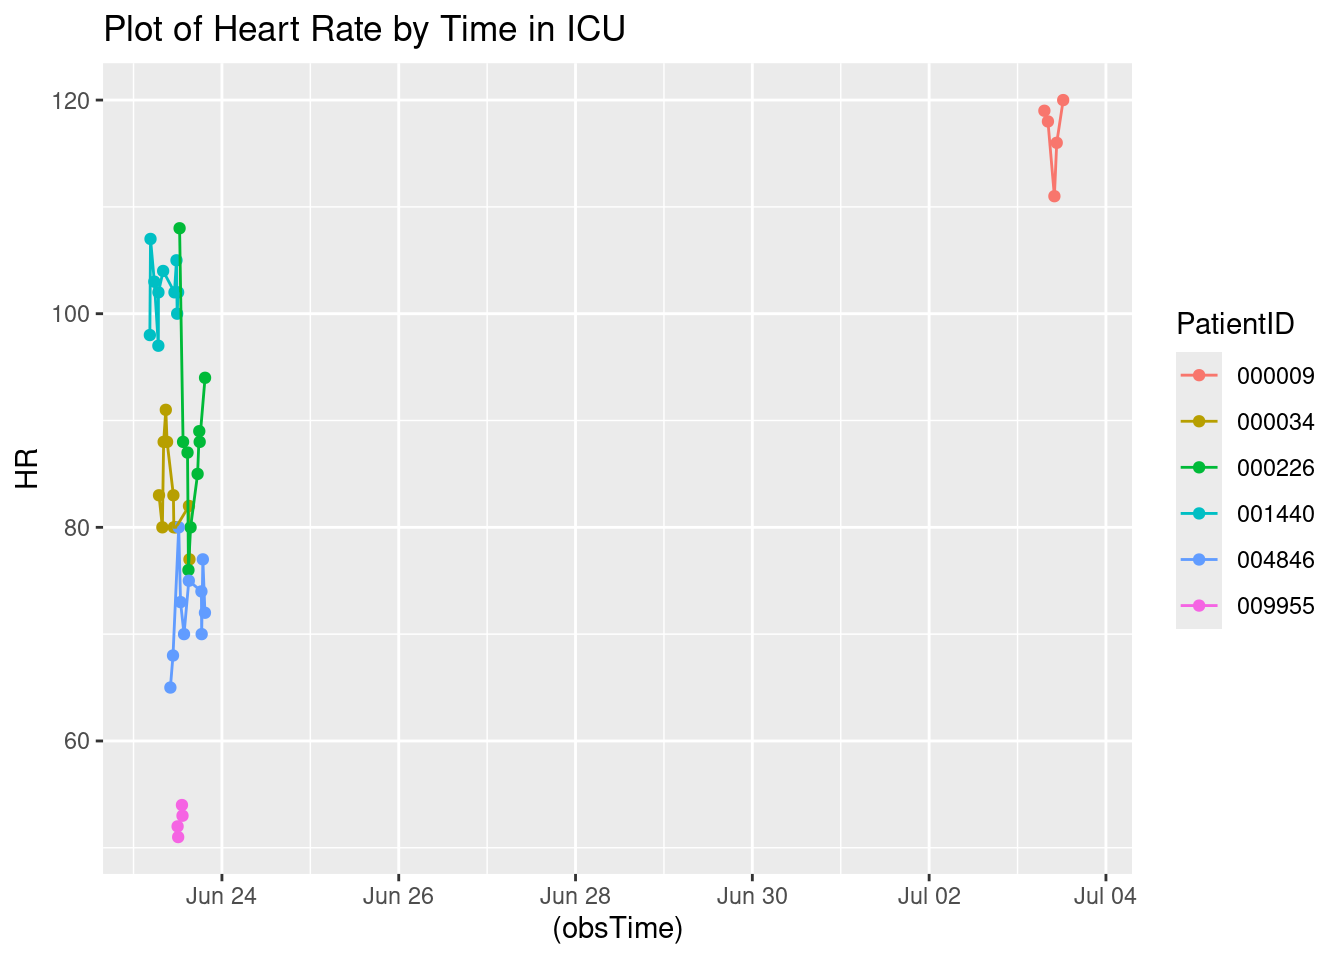 Plot of Heart Rate by Time in ICU
HR
120
100
80
60
Jun 24 Jun 26 Jun 28 Jun 30 Jul 02 Jul 04
(obsTime)
PatientID
000009
000034
000226
001440
004846
009955